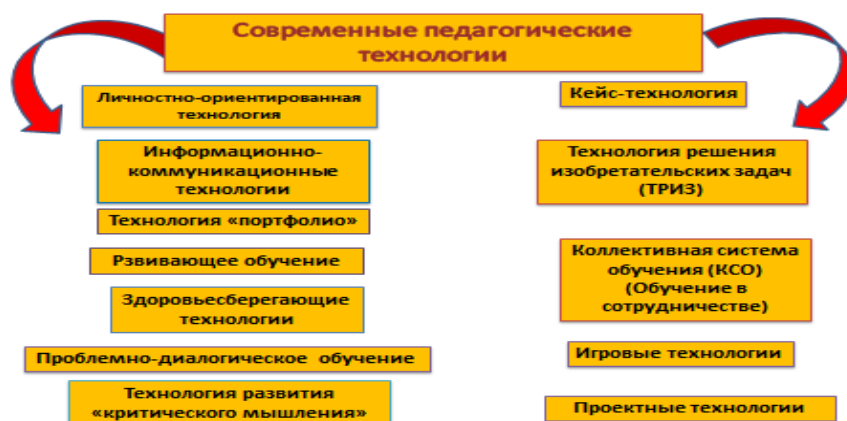 Современные педагогические
технологии
Личностно-ориентированная
технология
Информационно-
коммуникационные
технологии
Технология «портфолио»
Рзвивающее обучение
Здоровьесберегающие
технологии
Проблемно-диалогическое обучение
Технология развития
«критического мышления»
Кейс-технология
Технология решения
изобретательских задач
(ТРИЗ)
Коллективная система
обучения (КСО)
(Обучение в
сотрудничестве)
Игровые технологии
Проектные технологии